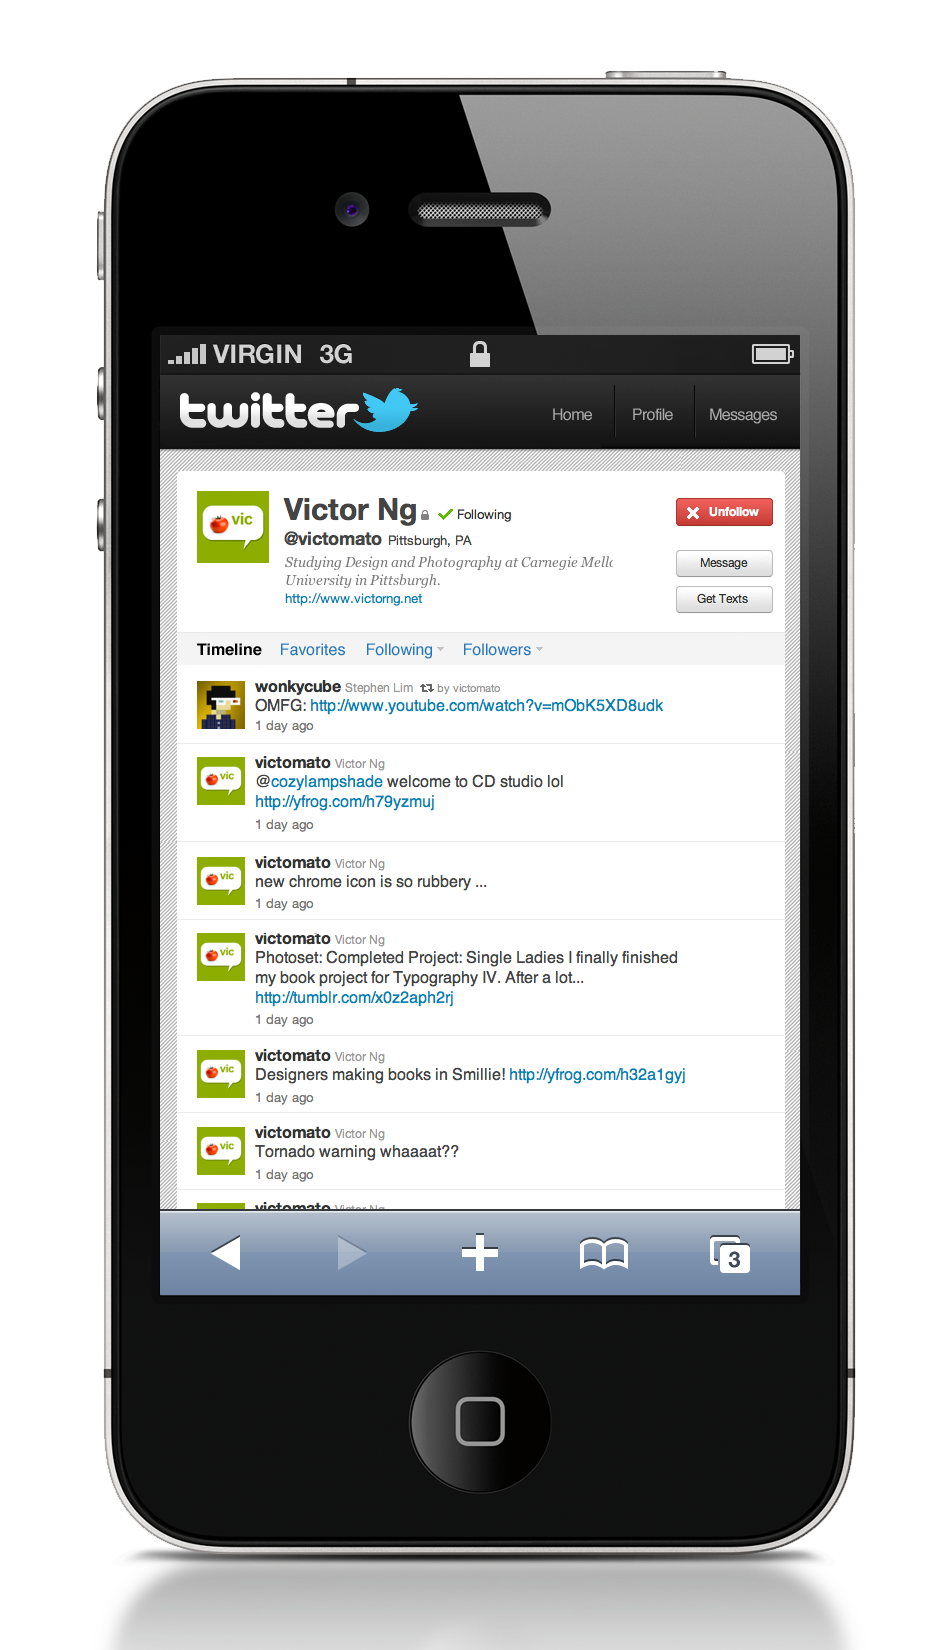 VIRGIN 3G
twitter
Home Profile Messages
vic
Victor Ng Following
Unfollow
@victomato Pittsburgh, PA
Studying Design and Photography at Carnegie Mello
University in Pittsburgh.
http://www.victorng.net
Message
Get Texts
Timeline Favorites Following Followers
wonkycube Stephen Lim by victomato
OMFG: http://www.youtube.com/watch?v=mObK5XD8udk
1 day ago
vic
victomato Victor Ng
@cozylampshade welcome to CD studio lol
http://yfrog.com/h79yzmuj
1 day ago
vic
victomato Victor Ng
new chrome icon is so rubbery ...
1 day ago
vic
victomato Victor Ng
Photoset: Completed Project: Single Ladies I finally finished
my book project for Typography IV. After a lot...
http://tumblr.com/x0z2aph2rj
1 day ago
vic
victomato Victor Ng
Designers making books in Smillie! http://yfrog.com/h32a1gyj
1 day ago
vic
victomato Victor Ng
Tornado warning whaaaat??
1 day ago
victomato Victor Ng
3